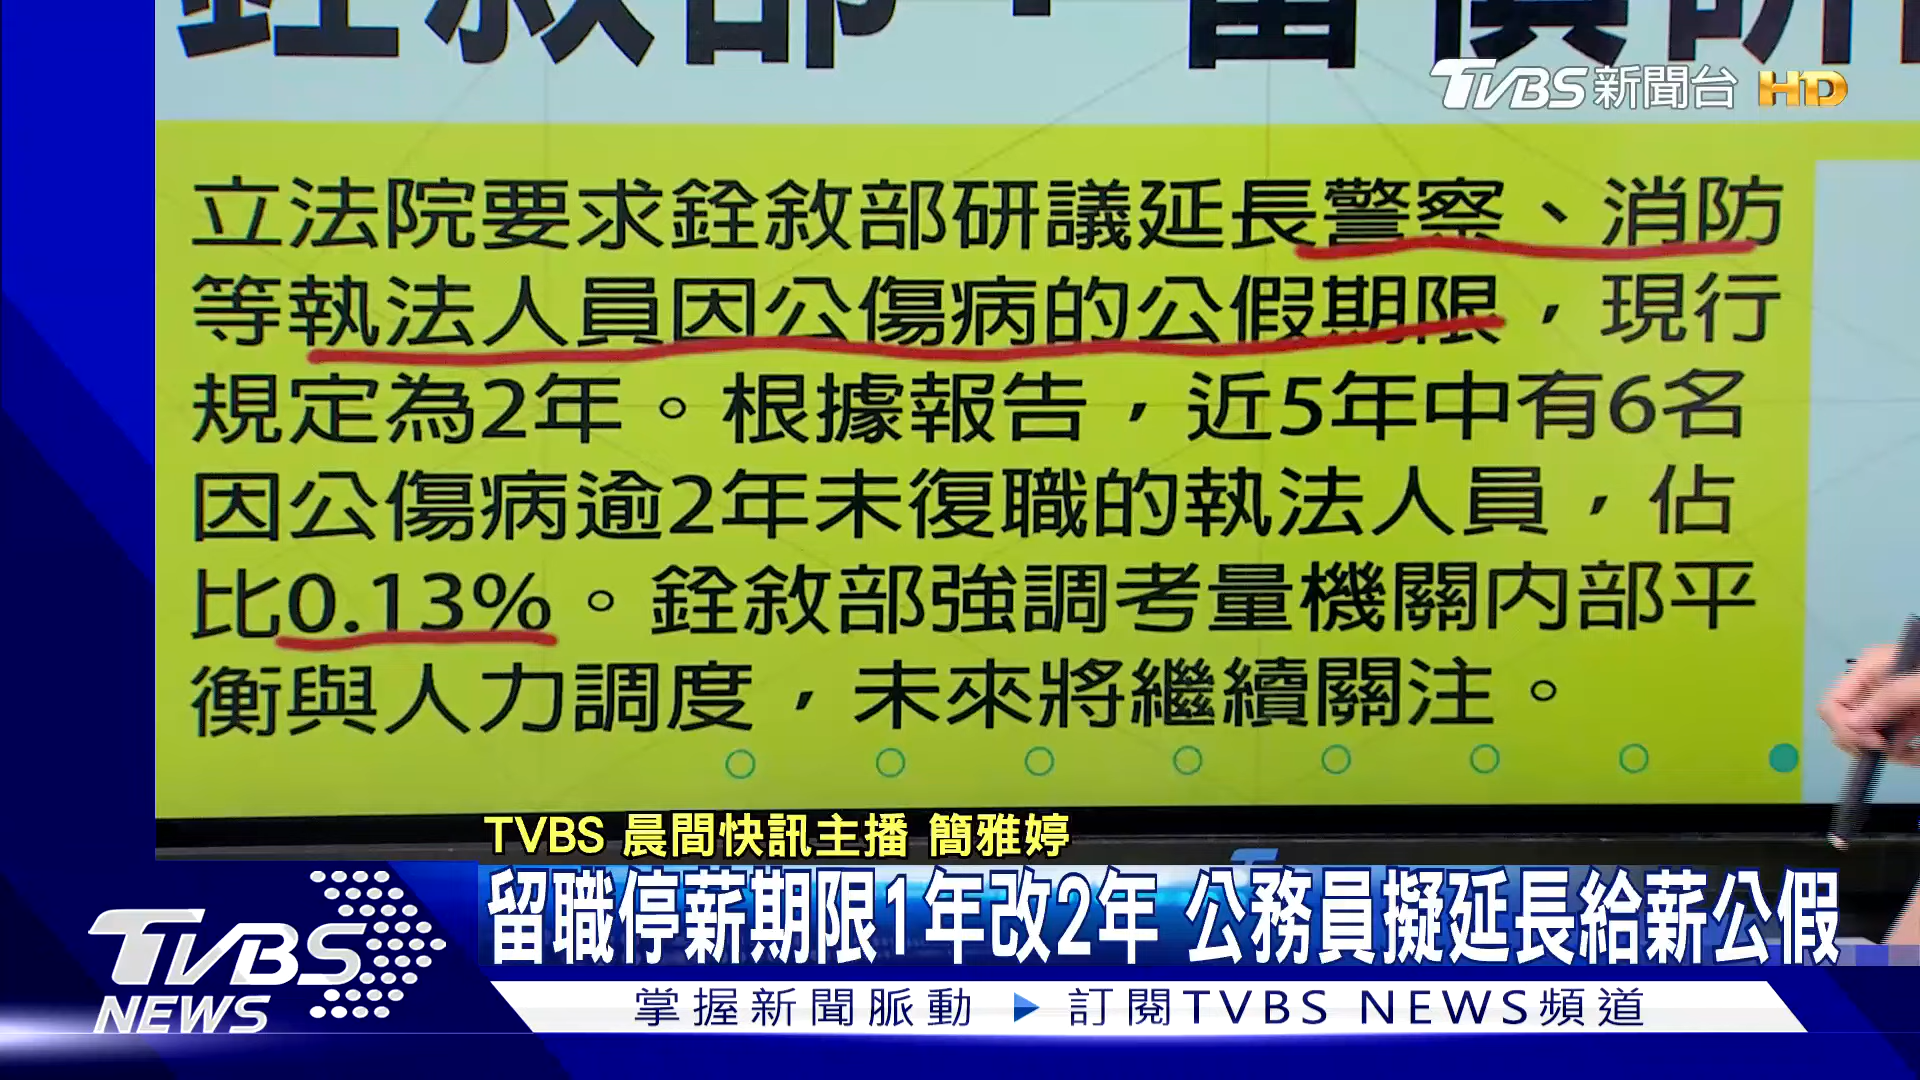 銓敘部：審慎研
TVBS新聞台 HD
立法院要求銓敘部研議延長警察、消防
等執法人員因公傷病的公假期限，現行
規定為2年。根據報告，近5年中有6名
因公傷病逾2年未復職的執法人員，佔
比0.13%。銓敘部強調考量機關內部平
衡與人力調度，未來將繼續關注。
TVBS 晨間快訊主播 簡雅婷
留職停薪期限1年改2年 公務員擬延長給薪公假
TVBS NEWS
掌握新聞脈動 ▶ 訂閱TVBS NEWS頻道